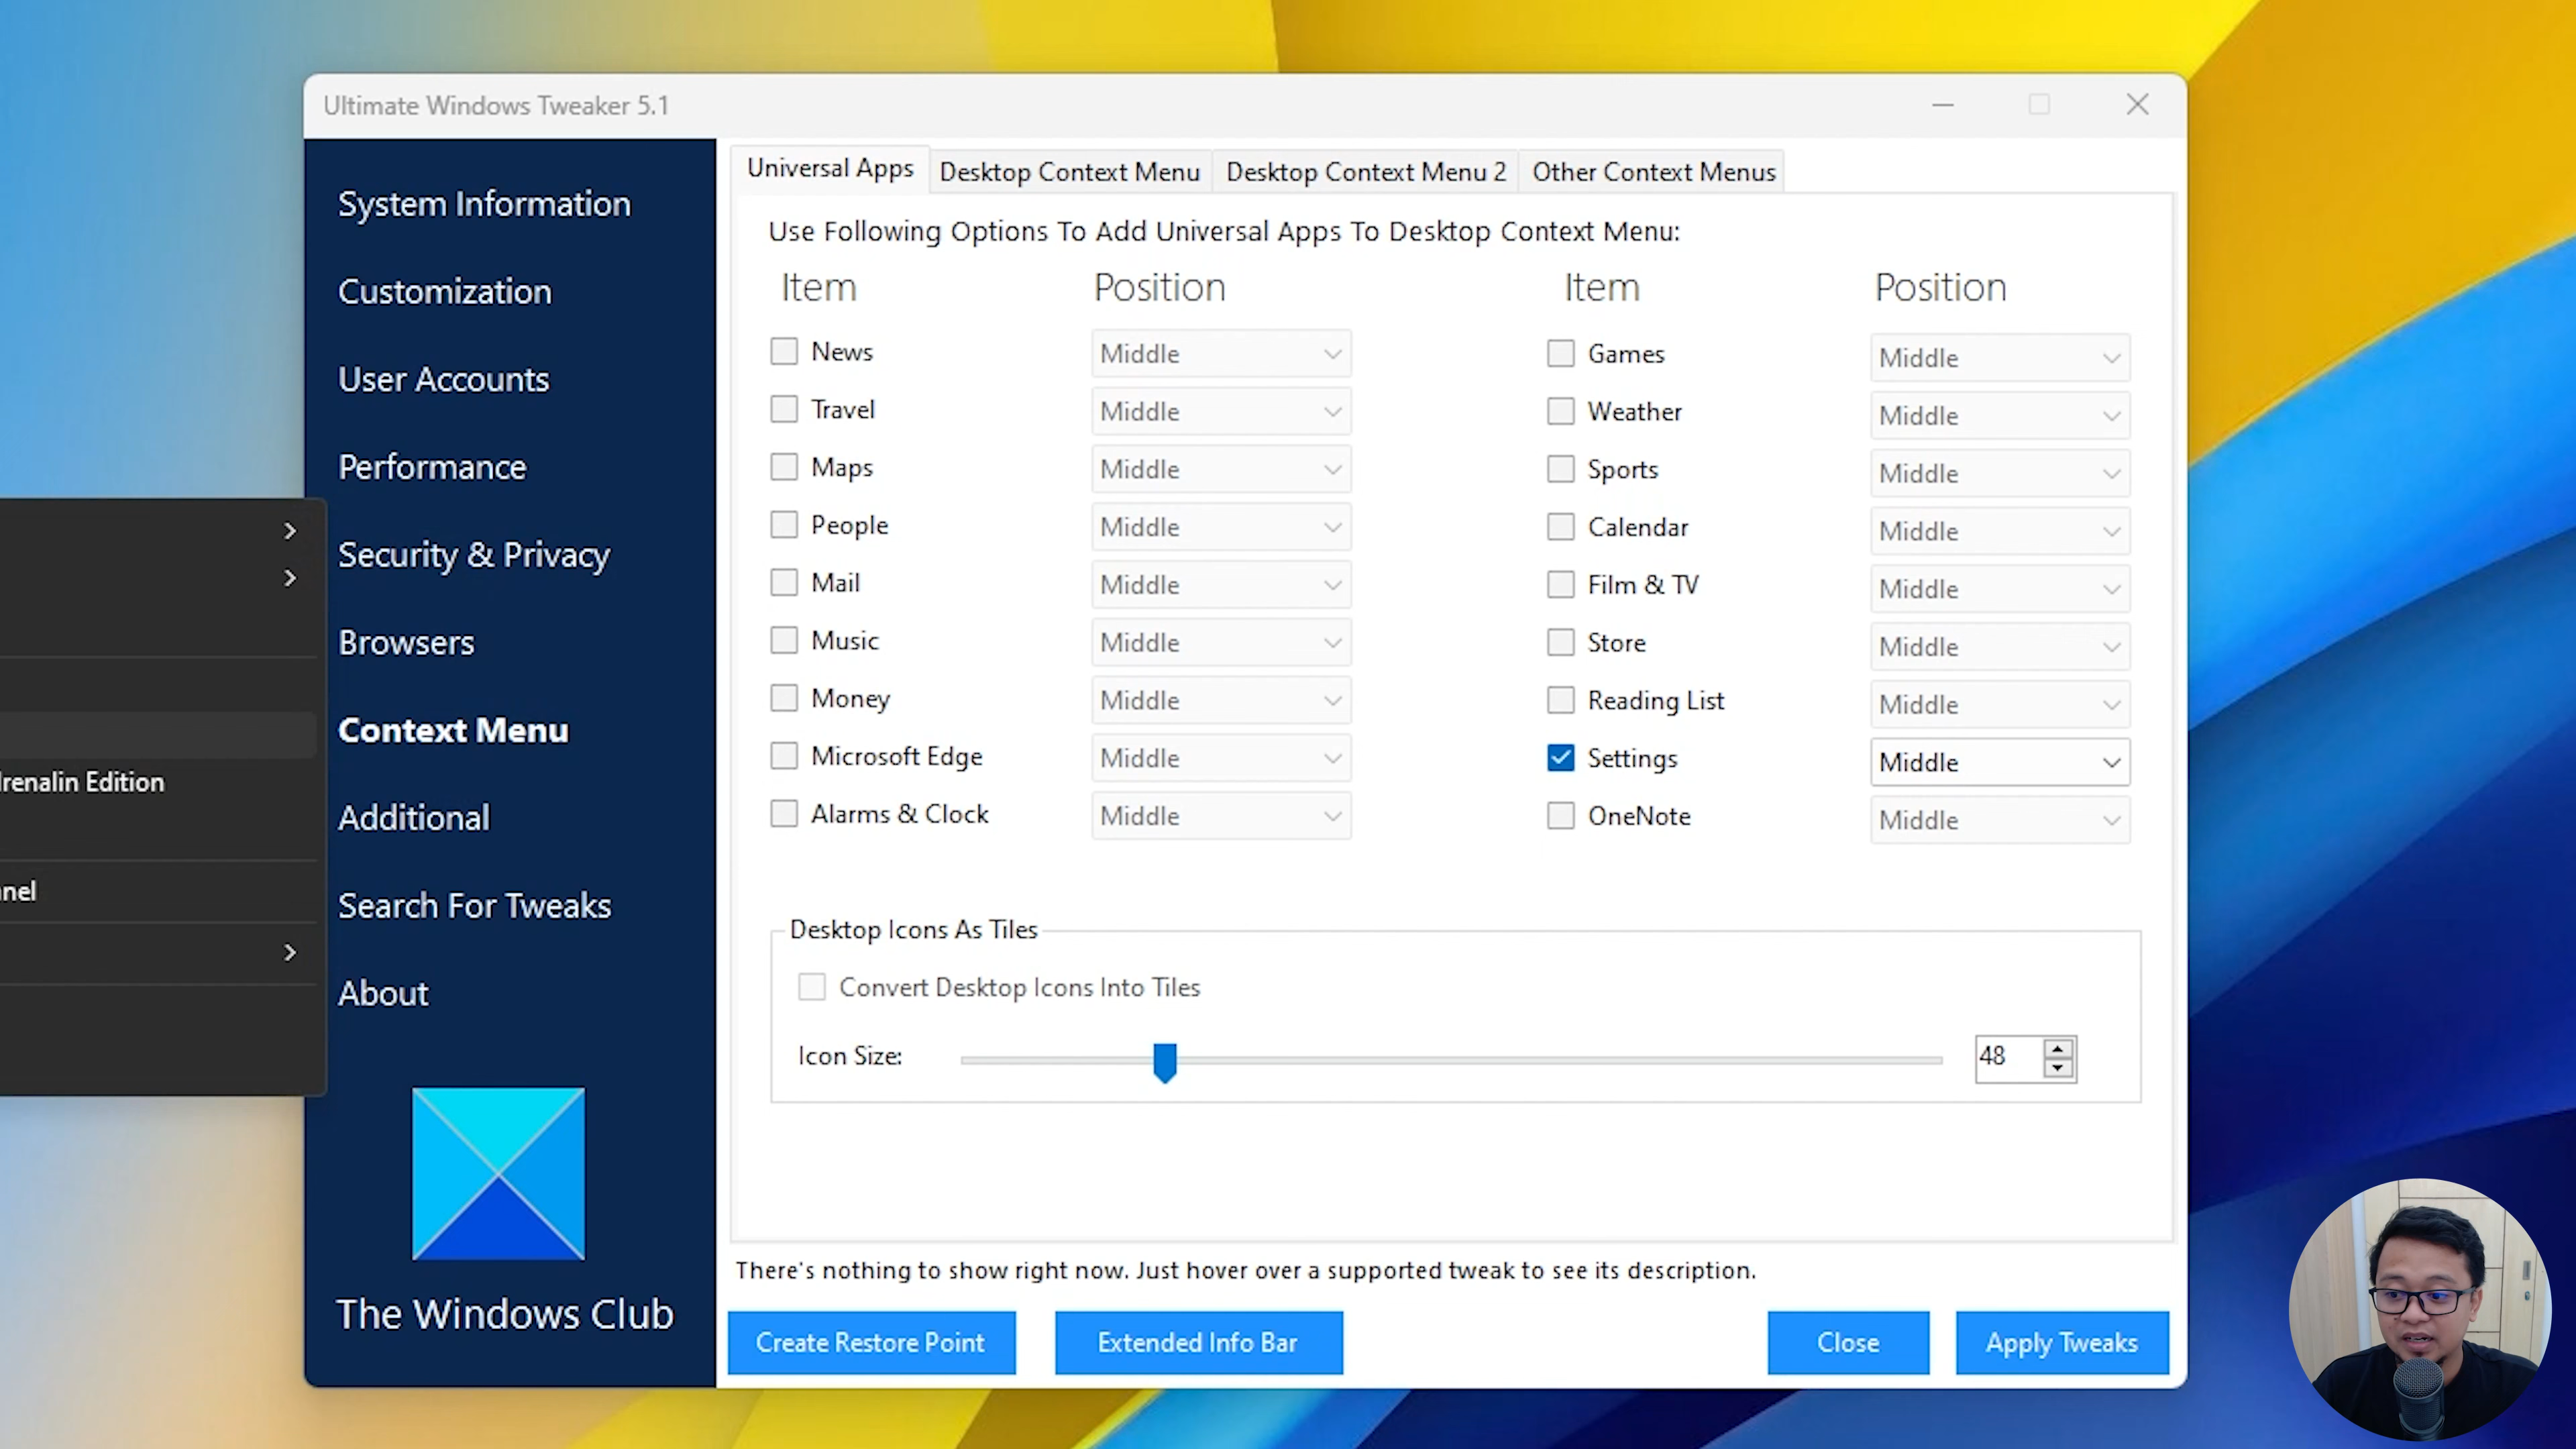 Ultimate Windows Tweaker 5.1
System Information
Customization
User Accounts
Performance
Security & Privacy
Browsers
Context Menu
Additional
Search For Tweaks
About
The Windows Club
Edition
Universal Apps
Desktop Context Menu
Desktop Context Menu 2
Other Context Menus
Use Following Options To Add Universal Apps To Desktop Context Menu:
Item Position Item Position
News Middle Games Middle
Travel Middle Weather Middle
Maps Middle Sports Middle
People Middle Calendar Middle
Mail Middle Film & TV Middle
Music Middle Store Middle
Money Middle Reading List Middle
Microsoft Edge Middle Settings Middle
Alarms & Clock Middle OneNote Middle
Desktop Icons As Tiles
Convert Desktop Icons Into Tiles
Icon Size: 48
There's nothing to show right now. Just hover over a supported tweak to see its description.
Create Restore Point
Extended Info Bar
Close
Apply Tweaks